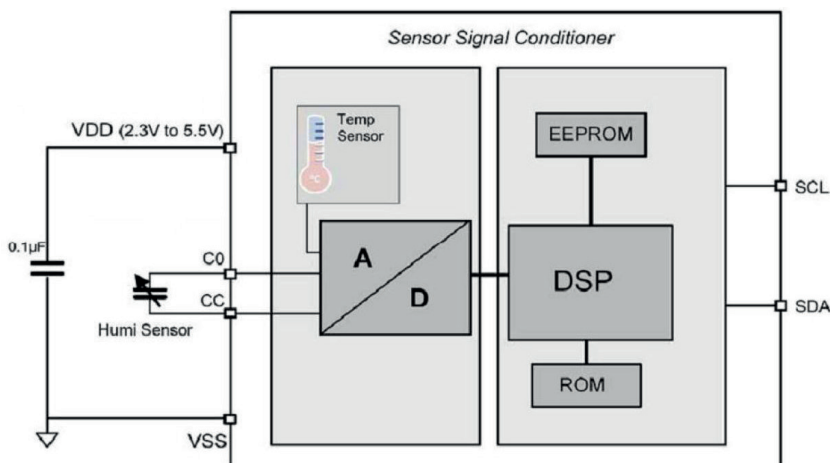 Sensor Signal Conditioner
Temp
Sensor
VDD (2.3V to 5.5V)
EEPROM
SCL
0.1µF
C0
A
D
DSP
CC
SDA
Humi Sensor
ROM
VSS
°C